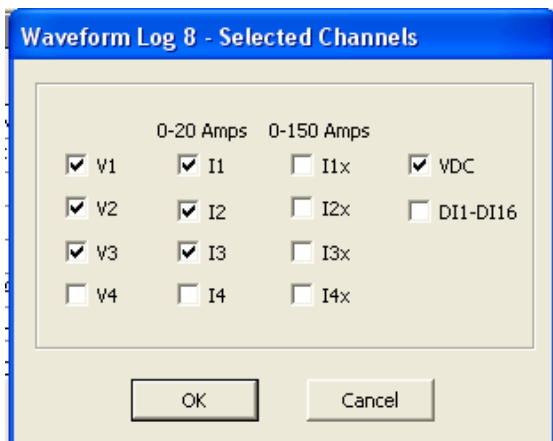 Waveform Log 8 - Selected Channels
0-20 Amps 0-150 Amps
V1 I1 I1x VDC
V2 I2 I2x DI1-DI16
V3 I3 I3x
V4 I4 I4x
OK Cancel